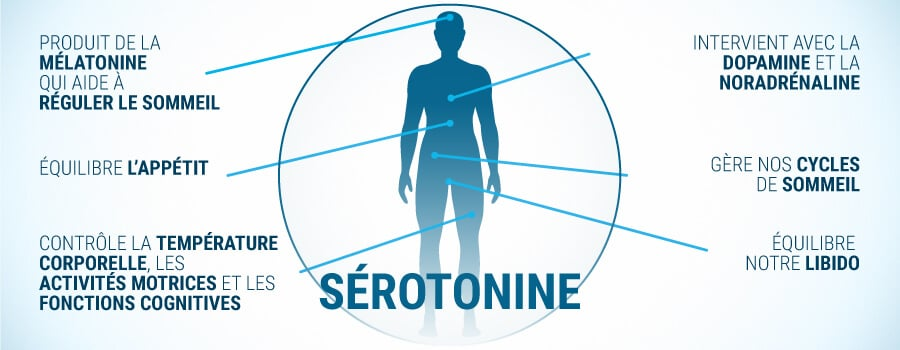 PRODUIT DE LA
MÉLATONINE
QUI AIDE À
RÉGULER LE SOMMEIL
ÉQUILIBRE L'APPÉTIT
CONTRÔLE LA TEMPÉRATURE
CORPORELLE, LES
ACTIVITÉS MOTRICES ET LES
FONCTIONS COGNITIVES
INTERVIENT AVEC LA
DOPAMINE ET LA
NORADRÉNALINE
GÈRE NOS CYCLES
DE SOMMEIL
ÉQUILIBRE
NOTRE LIBIDO
SÉROTONINE